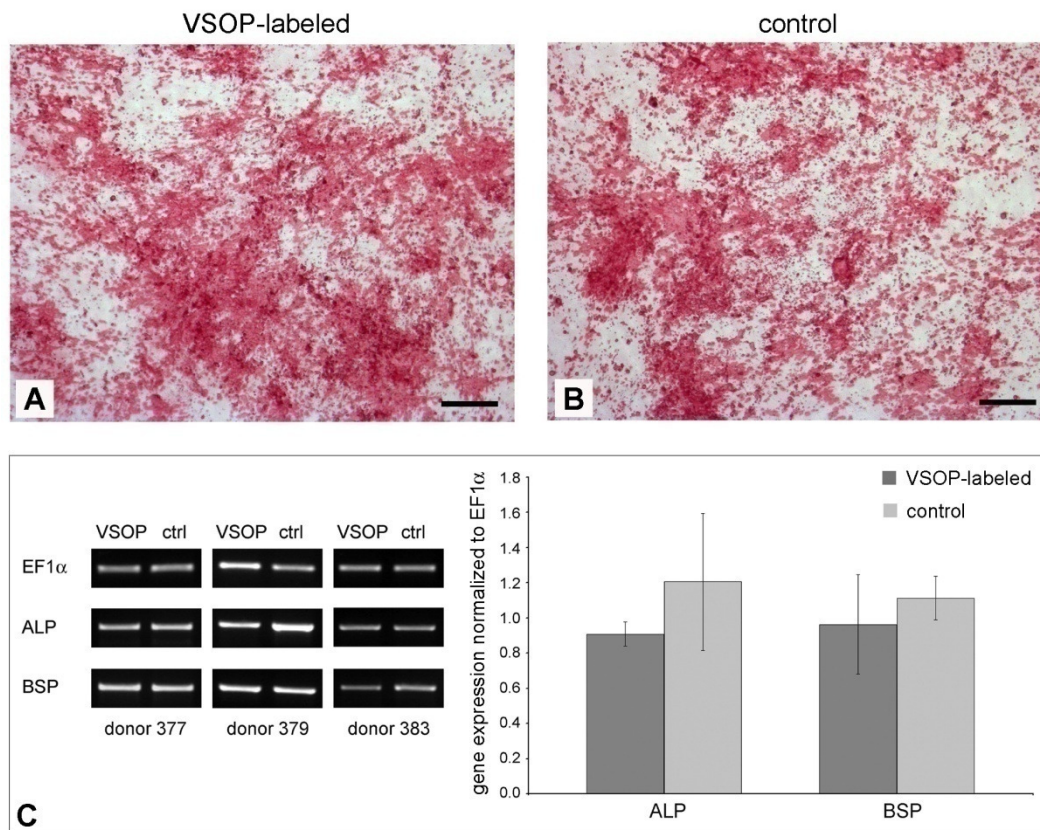 VSOP-labeled
control
A
B
VSOP ctrl VSOP ctrl VSOP ctrl
EF1α
ALP
BSP
donor 377 donor 379 donor 383
C
gene expression normalized to EF1α
1.8
1.6
1.4
1.2
1.0
0.8
0.6
0.4
0.2
0.0
ALP BSP
VSOP-labeled
control